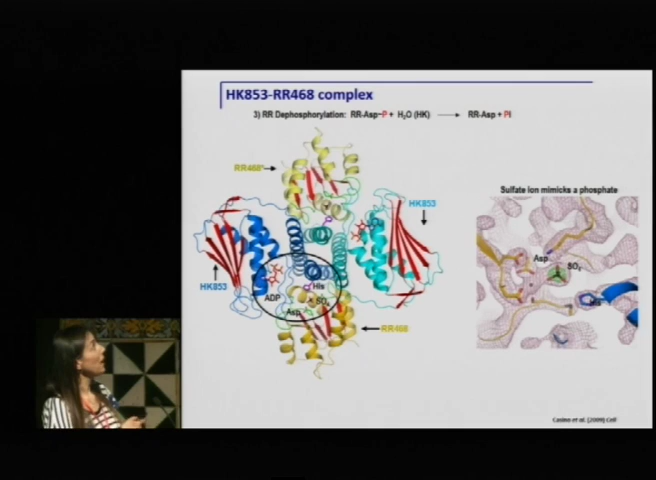 HK853-RR468 complex
3) RR Dephosphorylation: RR-Asp~P + H₂O (HK) ⟶ RR-Asp + Pi
RR468*
Sulfate ion mimicks a phosphate
HK853
Asp
SO₄
His
HK853
ADP
His
SO₄
Asp
RR468
Casino et al. (2009) Cell